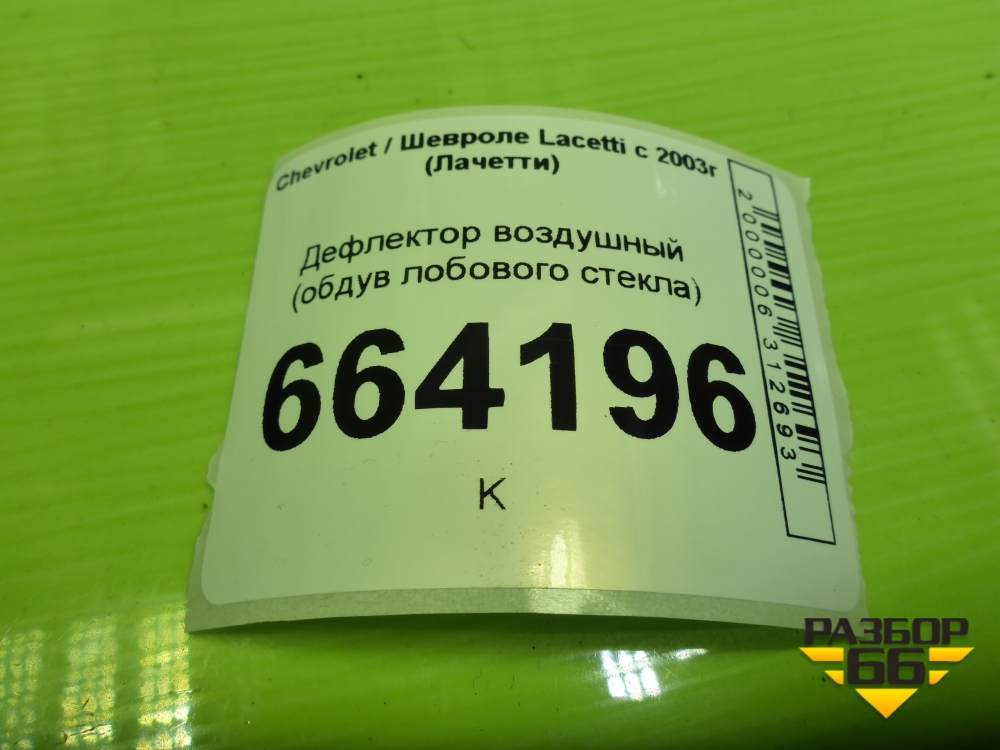 Chevrolet / Шевроле Lacetti с 2003г
(Лачетти)
Дефлектор воздушный
(обдув лобового стекла)
664196
К
2000006312693
РАЗБОР
66